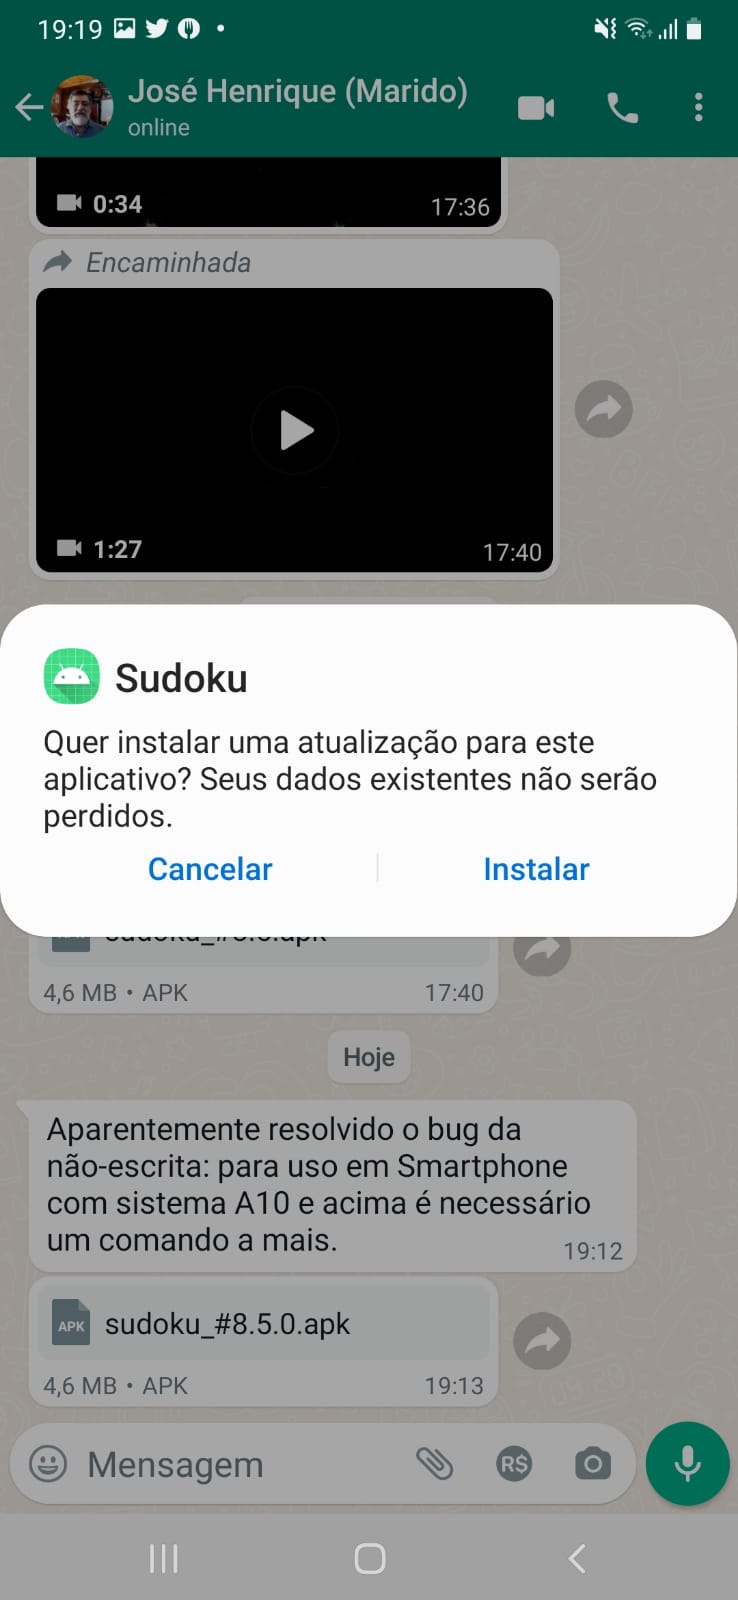 19:19
José Henrique (Marido)
online
0:34
17:36
Encaminhada
1:27
17:40
Sudoku
Quer instalar uma atualização para este
aplicativo? Seus dados existentes não serão
perdidos.
Cancelar
Instalar
4,6 MB • APK
17:40
Hoje
Aparentemente resolvido o bug da
não-escrita: para uso em Smartphone
com sistema A10 e acima é necessário
um comando a mais.
19:12
APK
sudoku_#8.5.0.apk
4,6 MB • APK
19:13
Mensagem
R$